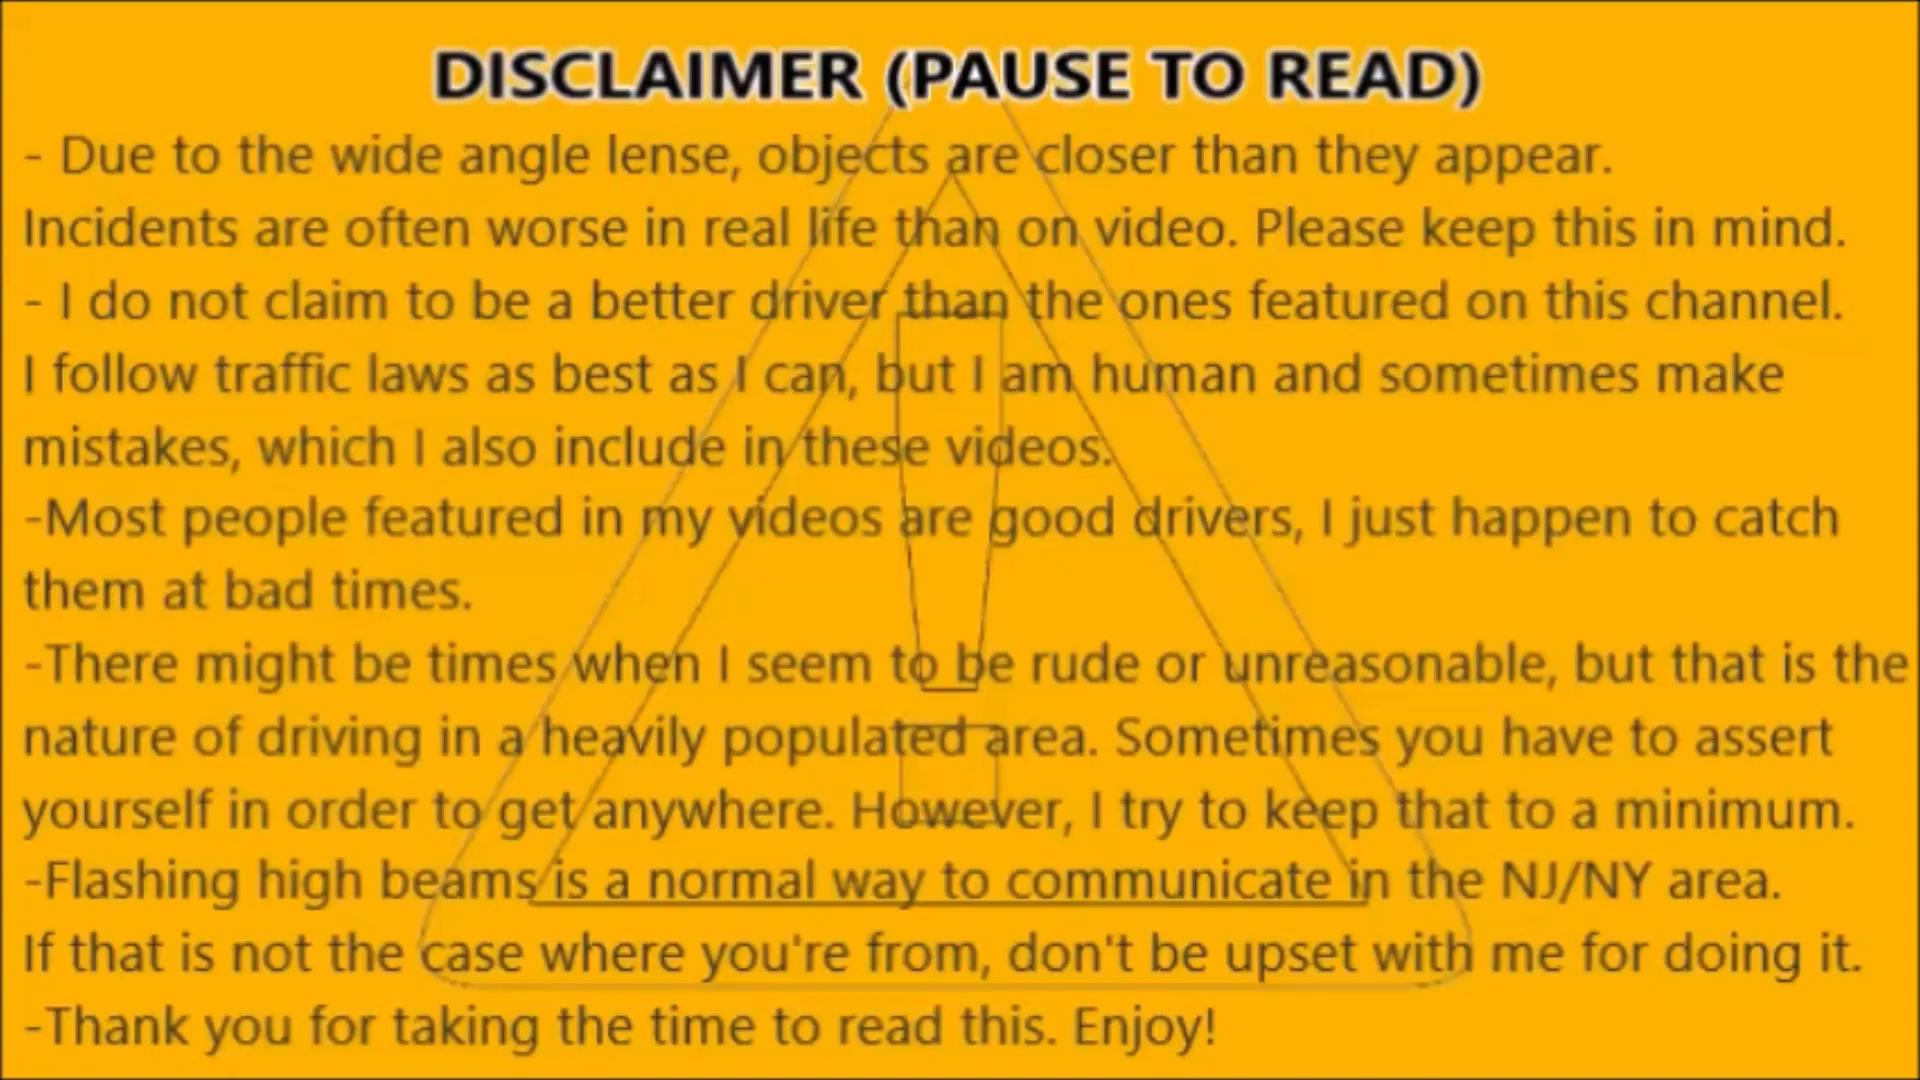 DISCLAIMER (PAUSE TO READ)
- Due to the wide angle lense, objects are closer than they appear.
Incidents are often worse in real life than on video. Please keep this in mind.
- I do not claim to be a better driver than the ones featured on this channel.
I follow traffic laws as best as I can, but I am human and sometimes make
mistakes, which I also include in these videos.
-Most people featured in my videos are good drivers, I just happen to catch
them at bad times.
-There might be times when I seem to be rude or unreasonable, but that is the
nature of driving in a heavily populated area. Sometimes you have to assert
yourself in order to get anywhere. However, I try to keep that to a minimum.
-Flashing high beams is a normal way to communicate in the NJ/NY area.
If that is not the case where you're from, don't be upset with me for doing it.
-Thank you for taking the time to read this. Enjoy!